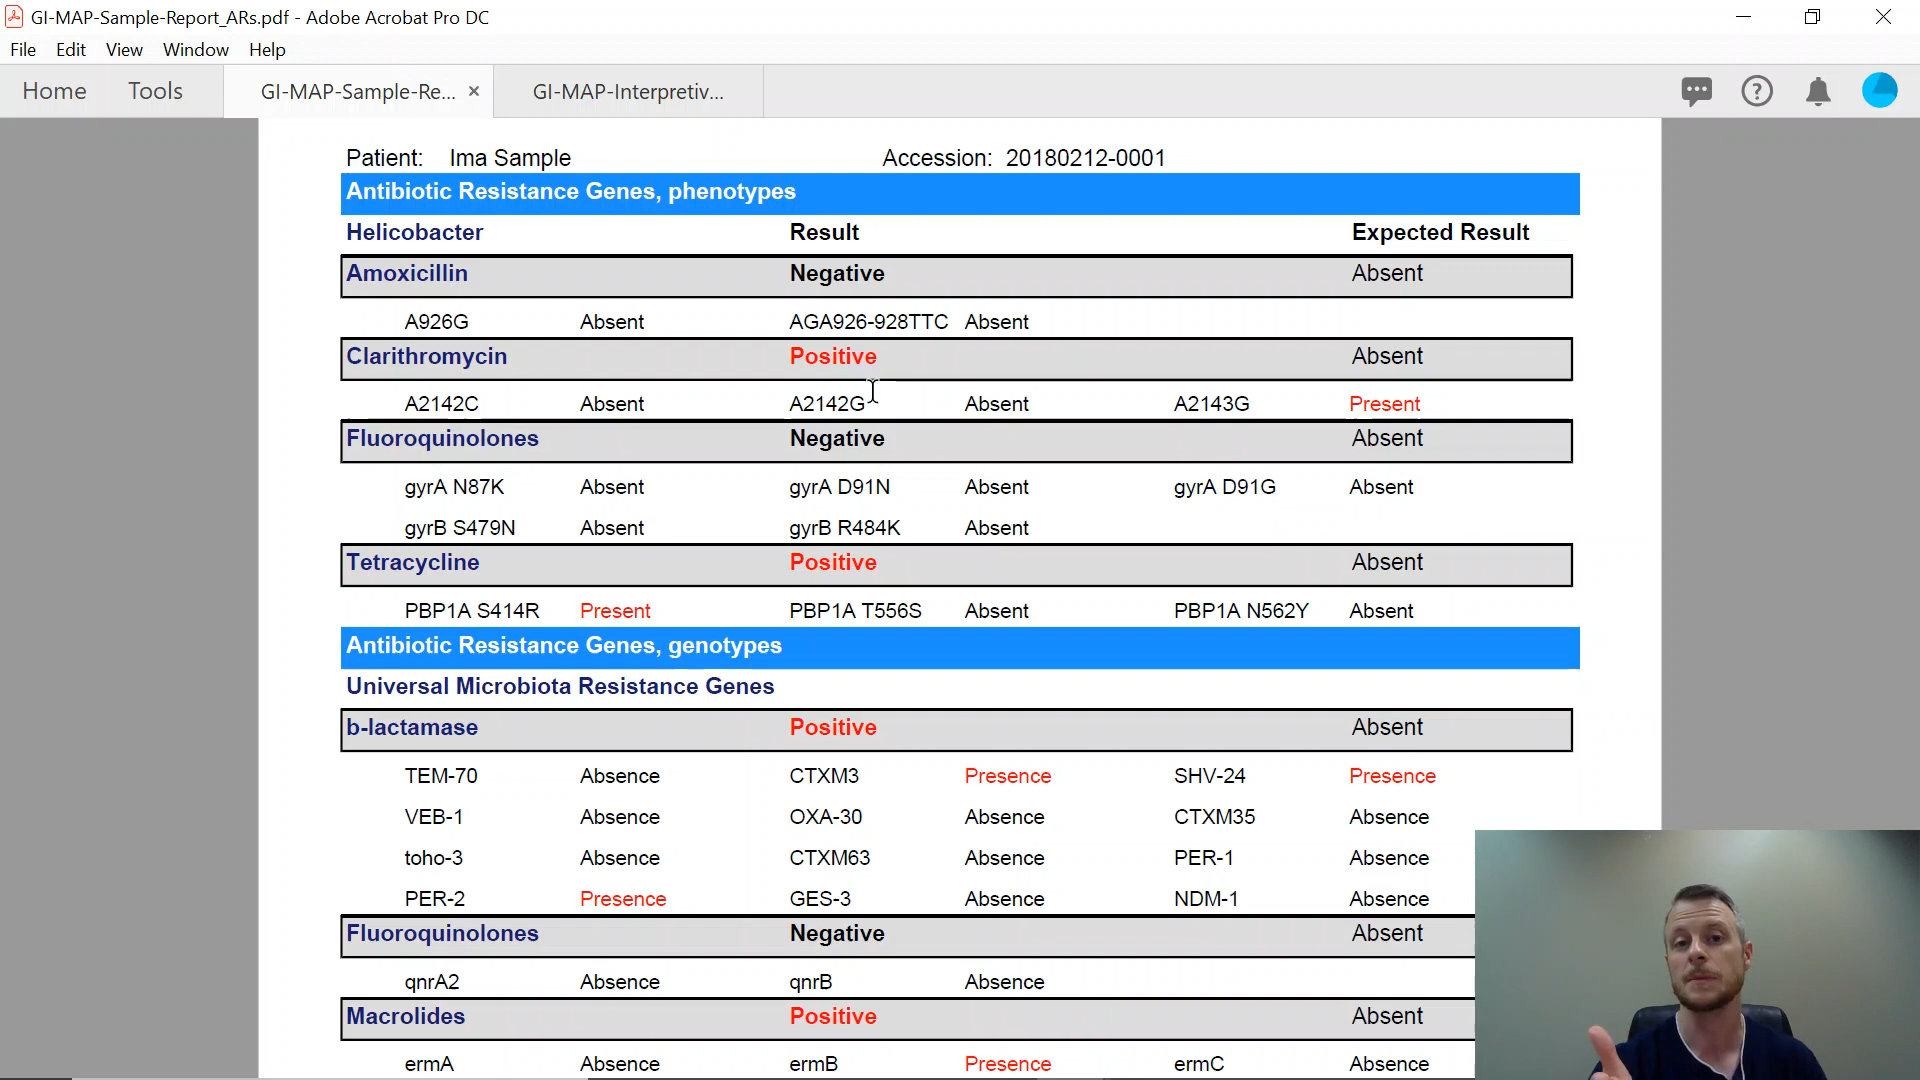 GI-MAP-Sample-Report_ARs.pdf - Adobe Acrobat Pro DC
File Edit View Window Help
Home Tools GI-MAP-Sample-Re... × GI-MAP-Interpretiv...
Patient: Ima Sample Accession: 20180212-0001
Antibiotic Resistance Genes, phenotypes
Helicobacter Result Expected Result
Amoxicillin Negative Absent
A926G Absent AGA926-928TTC Absent
Clarithromycin Positive Absent
A2142C Absent A2142G Absent A2143G Present
Fluoroquinolones Negative Absent
gyrA N87K Absent gyrA D91N Absent gyrA D91G Absent
gyrB S479N Absent gyrB R484K Absent
Tetracycline Positive Absent
PBP1A S414R Present PBP1A T556S Absent PBP1A N562Y Absent
Antibiotic Resistance Genes, genotypes
Universal Microbiota Resistance Genes
b-lactamase Positive Absent
TEM-70 Absence CTXM3 Presence SHV-24 Presence
VEB-1 Absence OXA-30 Absence CTXM35 Absence
toho-3 Absence CTXM63 Absence PER-1 Absence
PER-2 Presence GES-3 Absence NDM-1 Absence
Fluoroquinolones Negative Absent
qnrA2 Absence qnrB Absence
Macrolides Positive Absent
ermA Absence ermB Presence ermC Absence